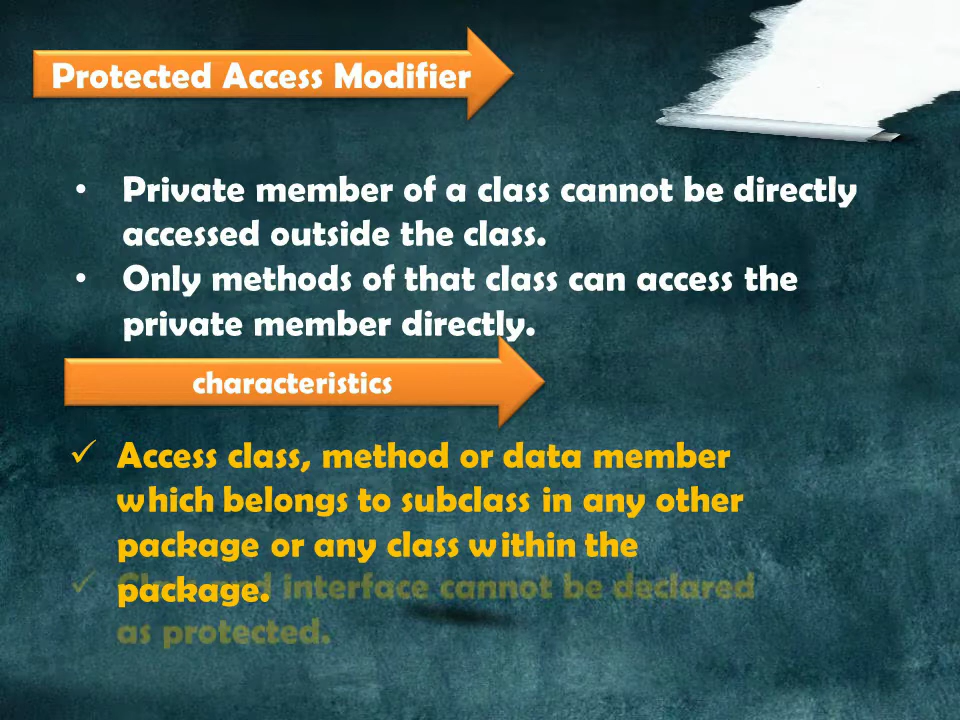 Protected Access Modifier
• Private member of a class cannot be directly
accessed outside the class.
• Only methods of that class can access the
private member directly.
characteristics
✓ Access class, method or data member
which belongs to subclass in any other
package or any class within the
package.
✓ Class and interface cannot be declared
as protected.